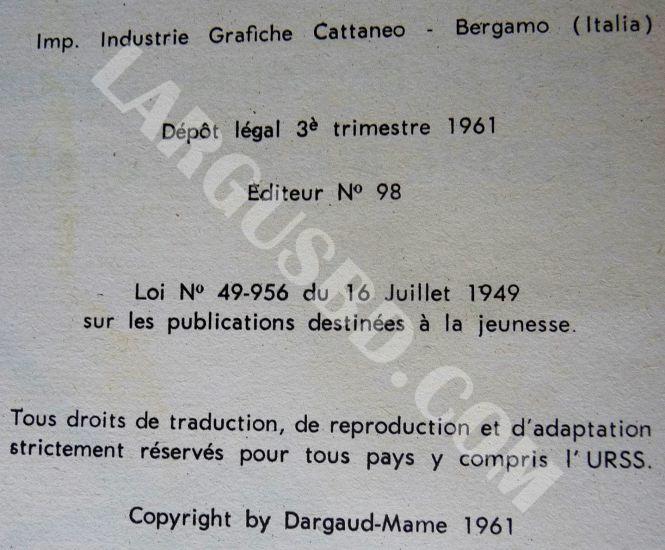 Imp. Industrie Grafiche Cattaneo - Bergamo (Italia)
Dépôt légal 3è trimestre 1961
Editeur Nº 98
Loi Nº 49-956 du 16 Juillet 1949
sur les publications destinées à la jeunesse.
Tous droits de traduction, de reproduction et d'adaptation
strictement réservés pour tous pays y compris l'URSS.
Copyright by Dargaud-Mame 1961
LARGUSBD.COM